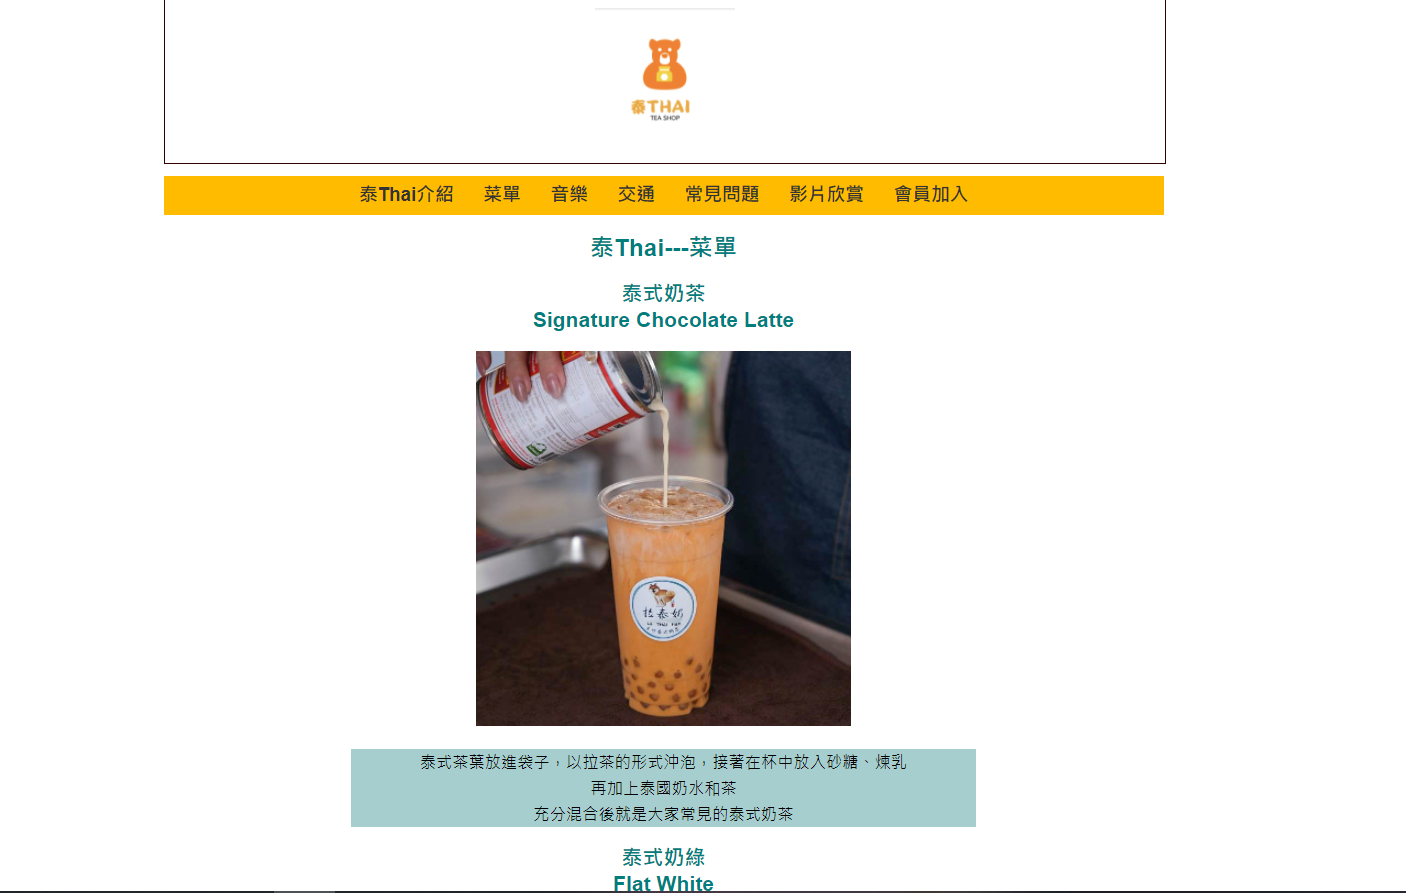 泰THAI
TEA SHOP
泰Thai介紹 菜單 音樂 交通 常見問題 影片欣賞 會員加入
泰Thai---菜單
泰式奶茶
Signature Chocolate Latte
拉泰奶
泰式茶葉放進袋子，以拉茶的形式沖泡，接著在杯中放入砂糖、煉乳
再加上泰國奶水和茶
充分混合後就是大家常見的泰式奶茶
泰式奶綠
Flat White